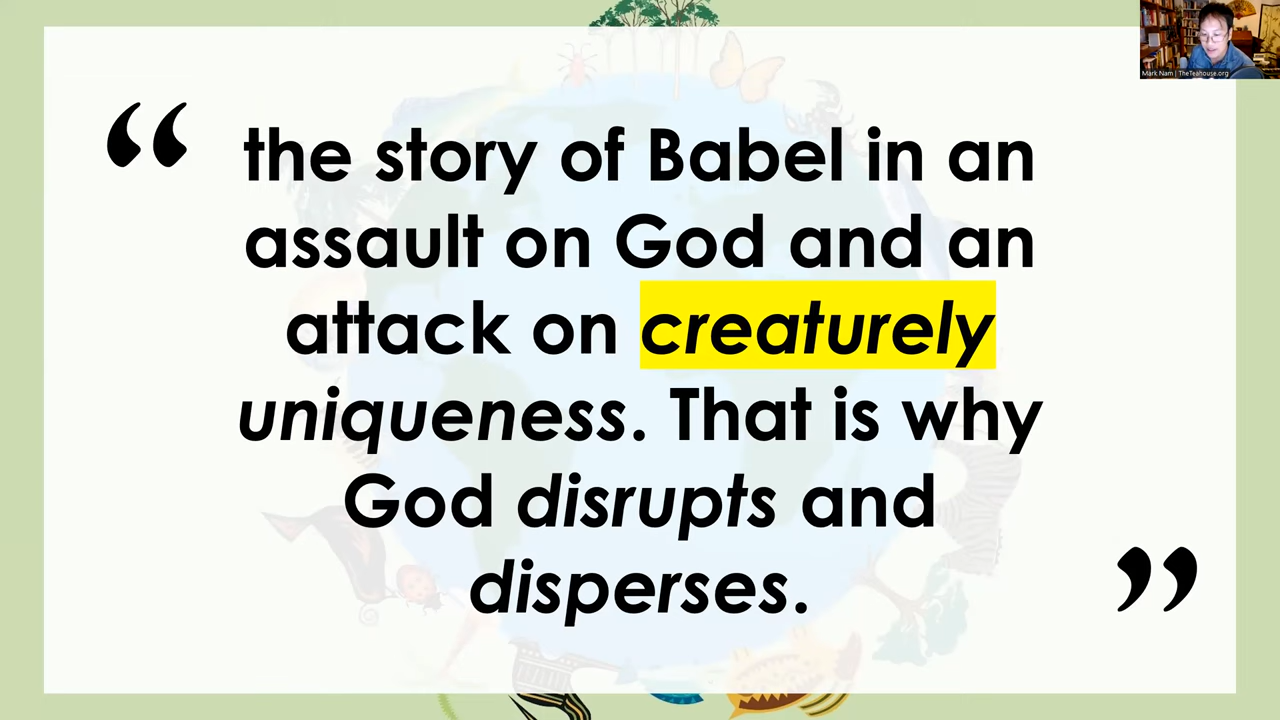 Mark Nam | TheTeahouse.org
“ the story of Babel in an
assault on God and an
attack on creaturely
uniqueness. That is why
God disrupts and
disperses. ”